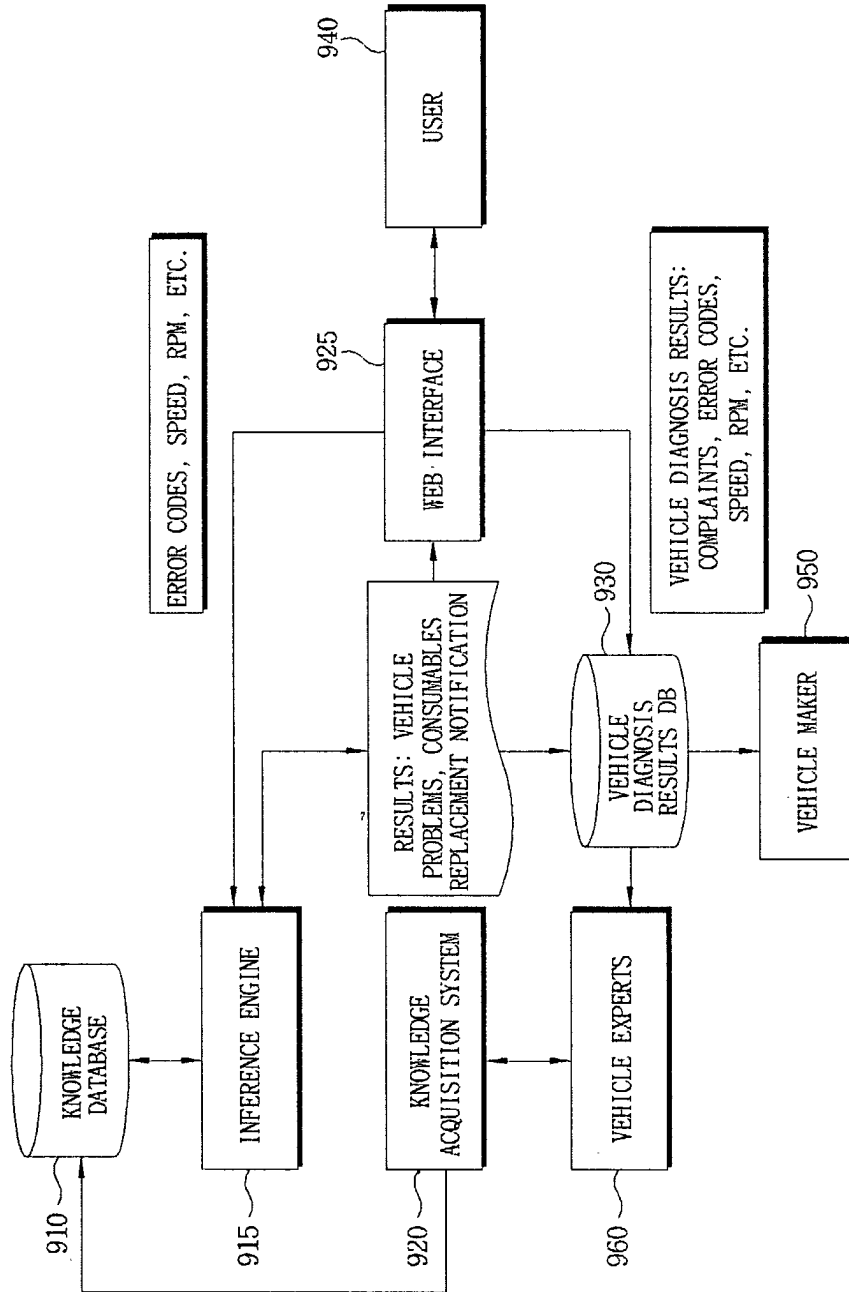 910
KNOWLEDGE
DATABASE
915
INFERENCE ENGINE
920
KNOWLEDGE
ACQUISITION SYSTEM
960
VEHICLE EXPERTS
ERROR CODES, SPEED, RPM, ETC.
RESULTS: VEHICLE
PROBLEMS, CONSUMABLES
REPLACEMENT NOTIFICATION
930
VEHICLE
DIAGNOSIS
RESULTS DB
950
VEHICLE MAKER
925
WEB INTERFACE
940
USER
VEHICLE DIAGNOSIS RESULTS:
COMPLAINTS, ERROR CODES,
SPEED, RPM, ETC.